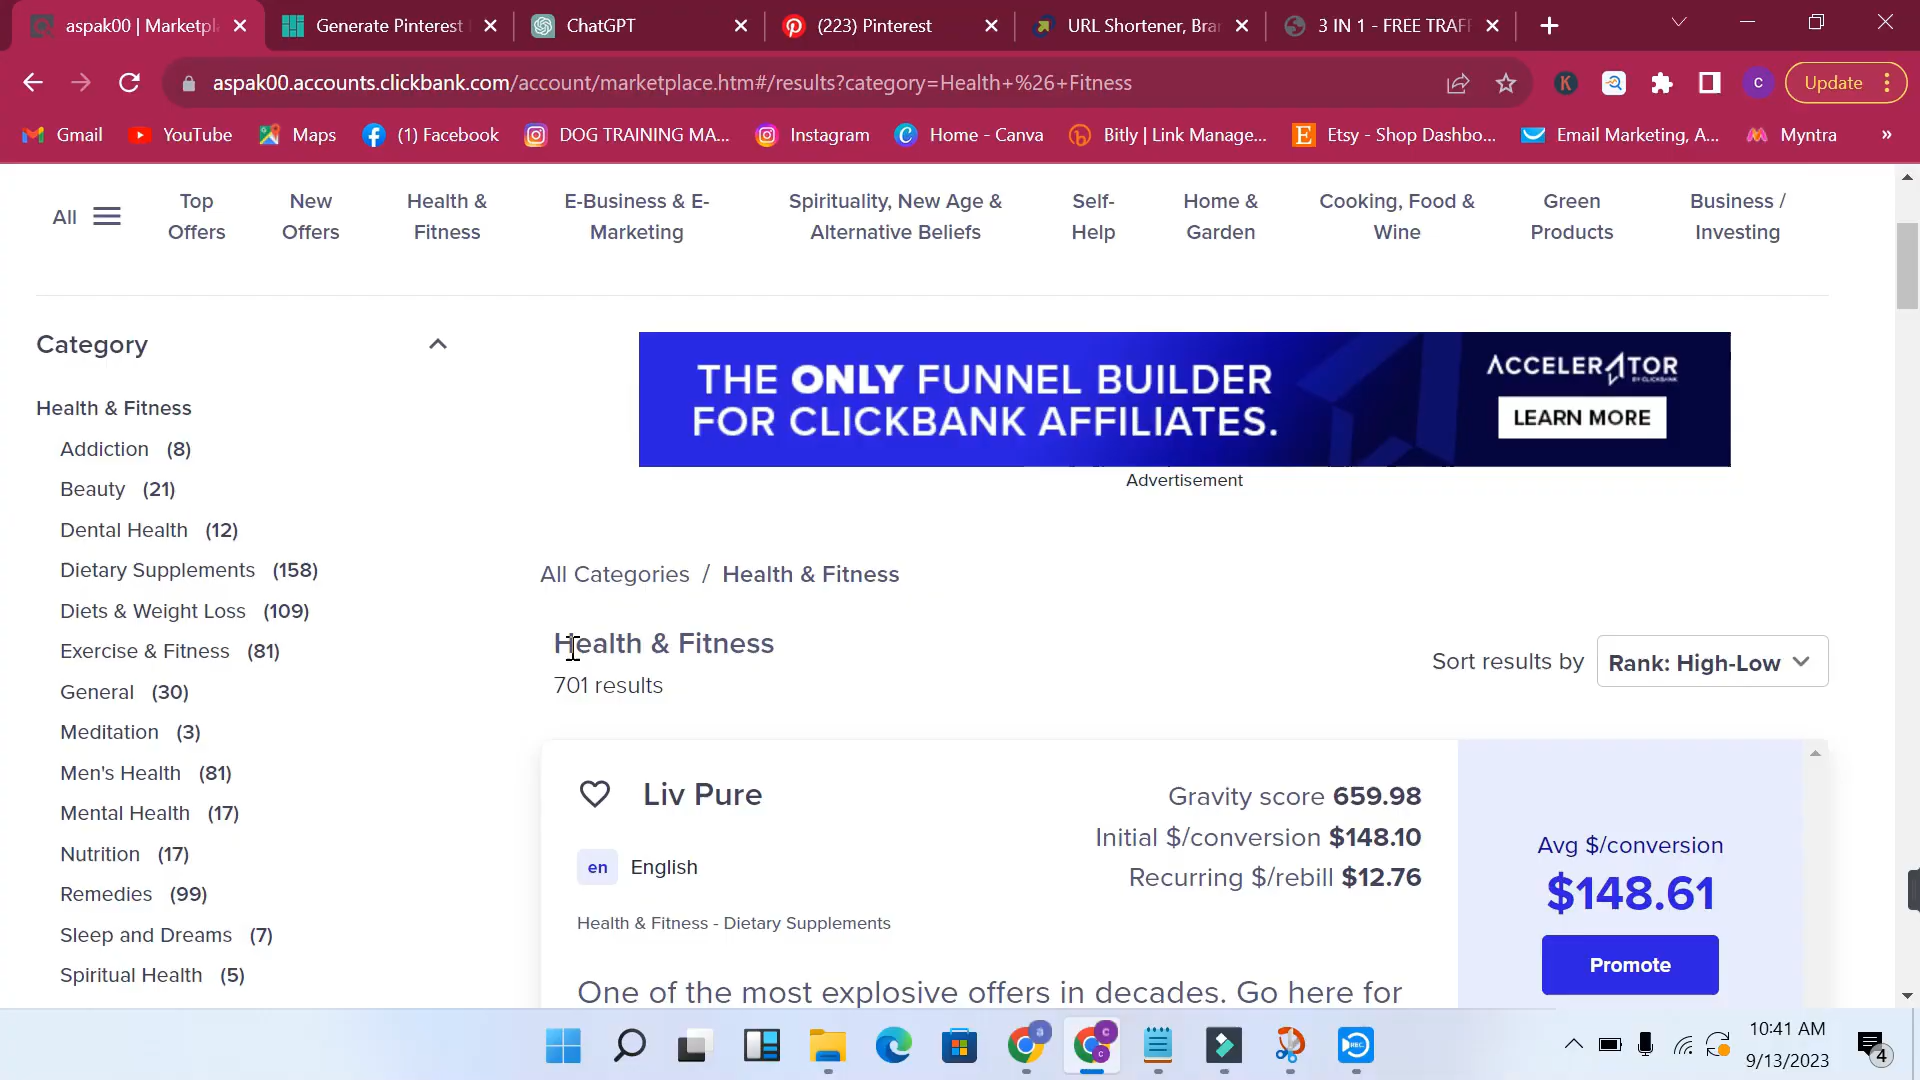 aspak00 | Marketpl
Generate Pinterest
ChatGPT
(223) Pinterest
URL Shortener, Bra
3 IN 1 - FREE TRAF
aspak00.accounts.clickbank.com/account/marketplace.htm#/results?category=Health+%26+Fitness
K
c
Update
Gmail
YouTube
Maps
(1) Facebook
DOG TRAINING MA...
Instagram
Home - Canva
Bitly | Link Manage...
Etsy - Shop Dashbo...
Email Marketing, A...
Myntra
»
All
Top
Offers
New
Offers
Health &
Fitness
E-Business & E-
Marketing
Spirituality, New Age &
Alternative Beliefs
Self-
Help
Home &
Garden
Cooking, Food &
Wine
Green
Products
Business /
Investing
Category
Health & Fitness
Addiction (8)
Beauty (21)
Dental Health (12)
Dietary Supplements (158)
Diets & Weight Loss (109)
Exercise & Fitness (81)
General (30)
Meditation (3)
Men's Health (81)
Mental Health (17)
Nutrition (17)
Remedies (99)
Sleep and Dreams (7)
Spiritual Health (5)
THE ONLY FUNNEL BUILDER
FOR CLICKBANK AFFILIATES.
ACCELERATOR
BY CLICKBANK
LEARN MORE
Advertisement
All Categories / Health & Fitness
Health & Fitness
701 results
Sort results by
Rank: High-Low
Liv Pure
en English
Health & Fitness - Dietary Supplements
One of the most explosive offers in decades. Go here for
Gravity score 659.98
Initial $/conversion $148.10
Recurring $/rebill $12.76
Avg $/conversion
$148.61
Promote
a
c
c
REC
10:41 AM
9/13/2023
4